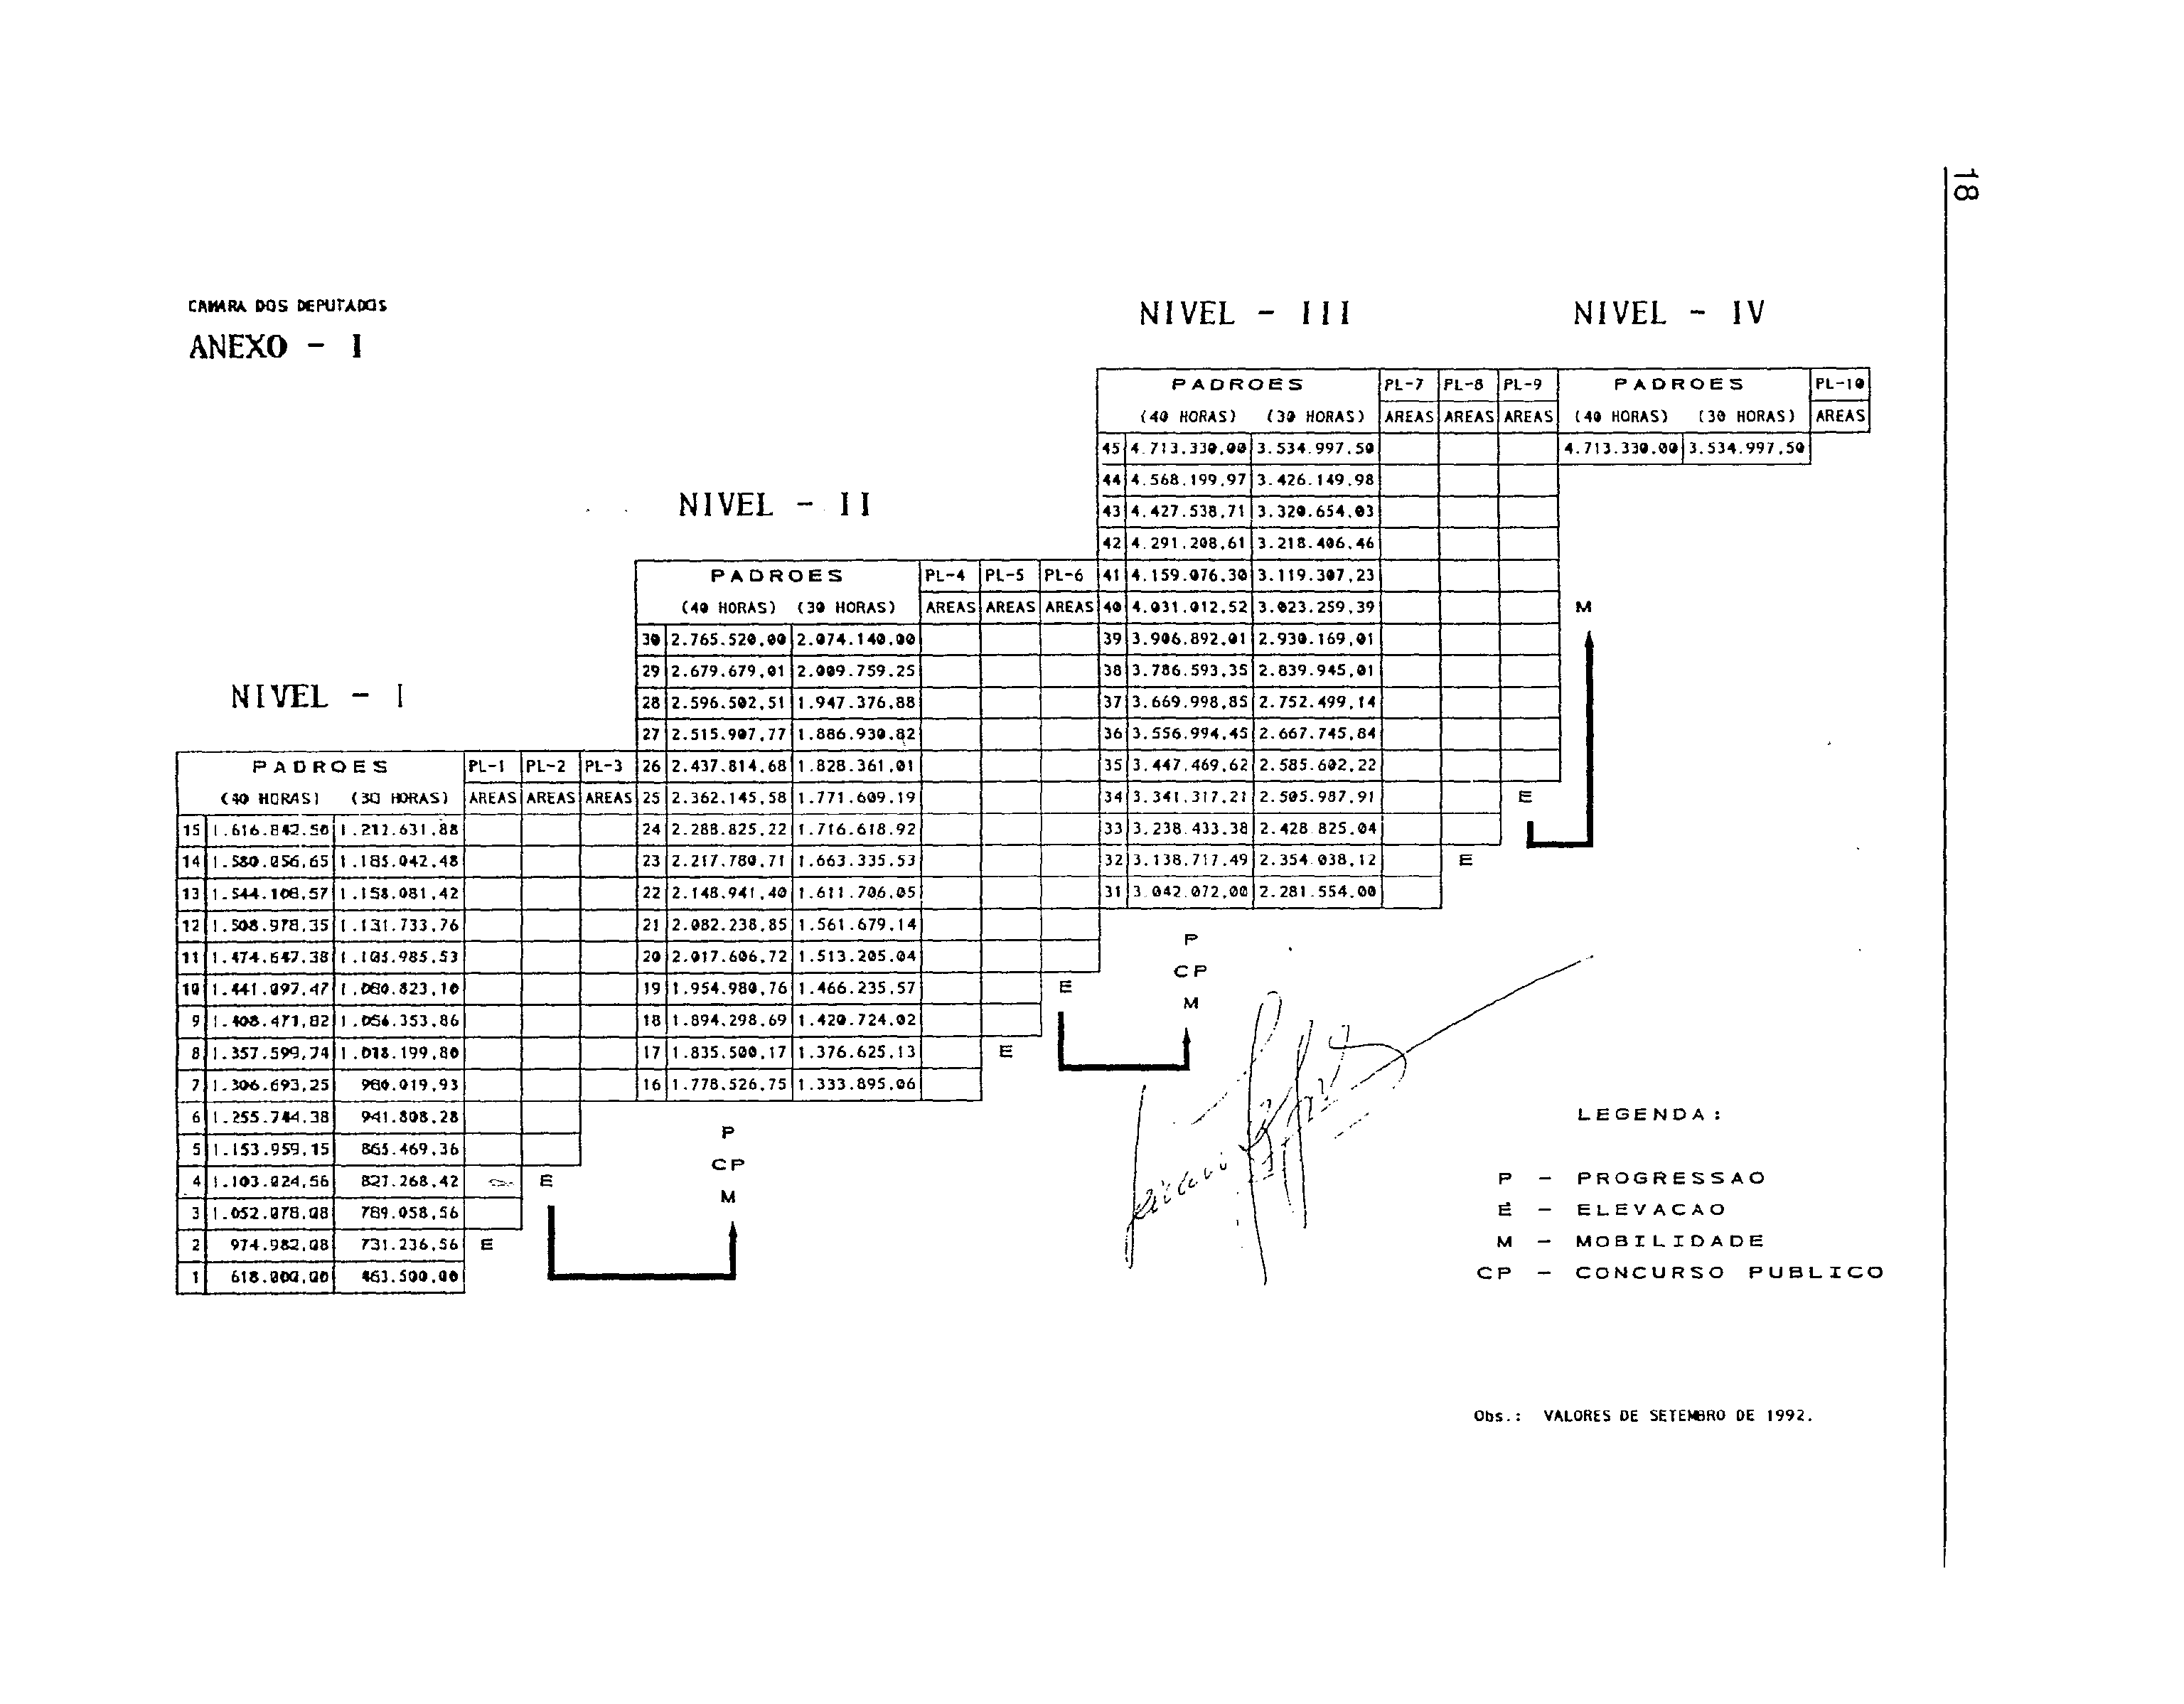 18
CAMARA DOS DEPUTADOS
ANEXO - I
NIVEL - III
NIVEL - IV
PADROES PL-7 PL-8 PL-9 PADROES PL-10
(40 HORAS) (30 HORAS) AREAS AREAS AREAS (40 HORAS) (30 HORAS) AREAS
45 4.713.330,00 3.534.997,50 4.713.330,00 3.534.997,50
44 4.568.199,97 3.426.149,98
43 4.427.538,71 3.320.654,03
42 4.291.208,61 3.218.406,46
41 4.159.076,30 3.119.307,23
40 4.031.012,52 3.023.259,39
39 3.906.892,01 2.930.169,01
38 3.786.593,35 2.839.945,01
37 3.669.998,85 2.752.499,14
36 3.556.994,45 2.667.745,84
35 3.447.469,62 2.585.602,22
34 3.341.317,21 2.505.987,91
33 3.238.433,38 2.428.825,04
32 3.138.717,49 2.354.038,12
31 3.042.072,00 2.281.554,00
M
E
E
NIVEL - II
PADROES PL-4 PL-5 PL-6
(40 HORAS) (30 HORAS) AREAS AREAS AREAS
30 2.765.520,00 2.074.140,00
29 2.679.679,01 2.009.759,25
28 2.596.502,51 1.947.376,88
27 2.515.907,77 1.886.930,82
26 2.437.814,68 1.828.361,01
25 2.362.145,58 1.771.609,19
24 2.288.825,22 1.716.618,92
23 2.217.780,71 1.663.335,53
22 2.148.941,40 1.611.706,05
21 2.082.238,85 1.561.679,14
20 2.017.606,72 1.513.205,04
19 1.954.980,76 1.466.235,57
18 1.894.298,69 1.420.724,02
17 1.835.500,17 1.376.625,13
16 1.778.526,75 1.333.895,06
E
E
P
CP
M
NIVEL - I
PADROES PL-1 PL-2 PL-3
(40 HORAS) (30 HORAS) AREAS AREAS AREAS
15 1.616.842,50 1.212.631,88
14 1.580.056,65 1.185.042,48
13 1.544.108,57 1.158.081,42
12 1.508.978,35 1.131.733,76
11 1.474.647,38 1.105.985,53
10 1.441.097,47 1.080.823,10
9 1.408.471,82 1.056.353,86
8 1.357.599,74 1.018.199,80
7 1.306.693,25 980.019,93
6 1.255.744,38 941.808,28
5 1.153.959,15 865.469,36
4 1.103.024,56 827.268,42
3 1.052.078,08 789.058,56
2 974.982,08 731.236,56
1 618.000,00 463.500,00
E
E
P
CP
M
LEGENDA:
P - PROGRESSAO
E - ELEVACAO
M - MOBILIDADE
CP - CONCURSO PUBLICO
Obs.: VALORES DE SETEMBRO DE 1992.